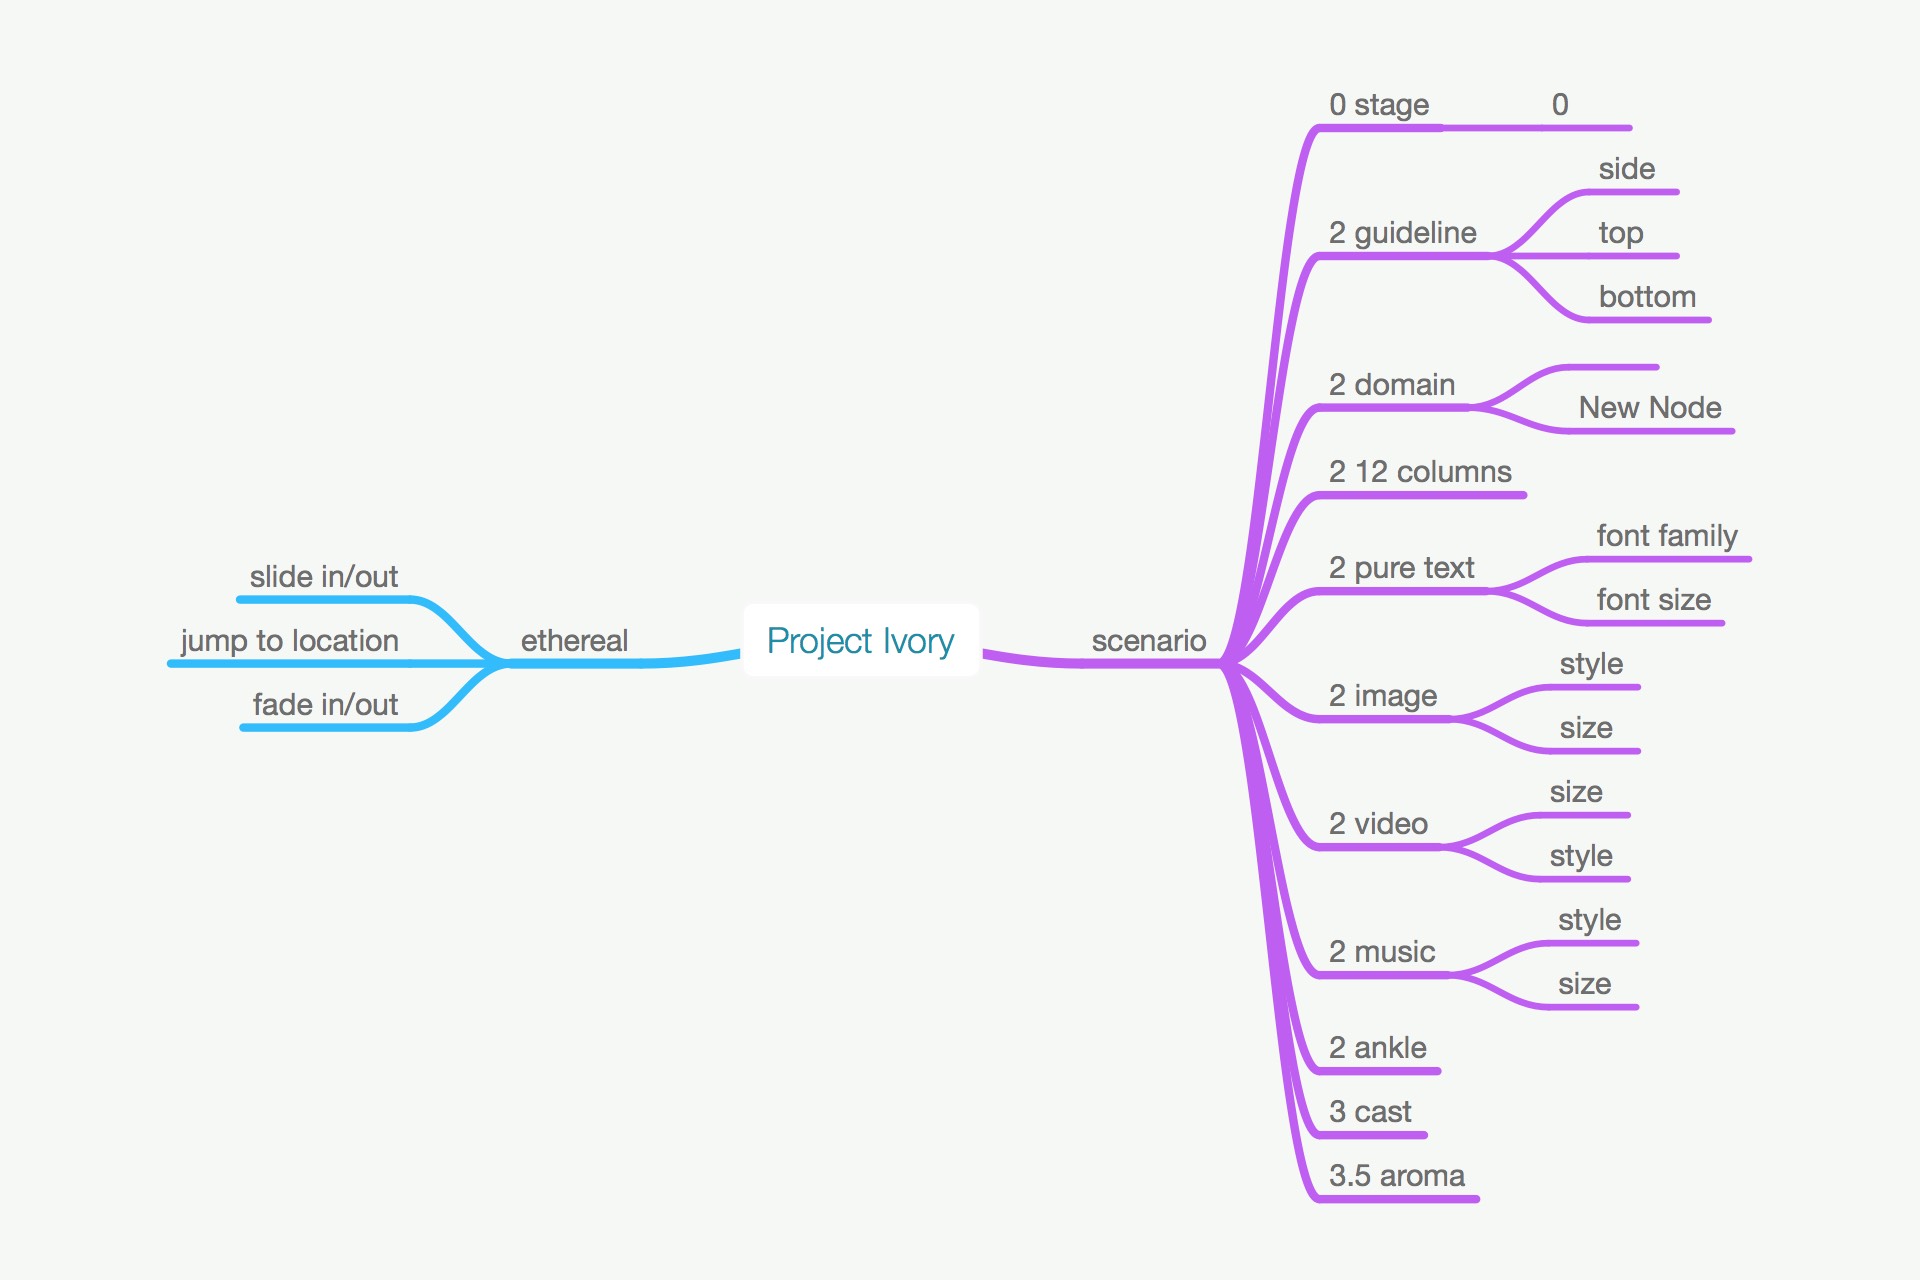 slide in/out
jump to location
fade in/out
ethereal
Project Ivory
scenario
0 stage
0
2 guideline
side
top
bottom
2 domain
New Node
2 12 columns
2 pure text
font family
font size
2 image
style
size
2 video
size
style
2 music
style
size
2 ankle
3 cast
3.5 aroma